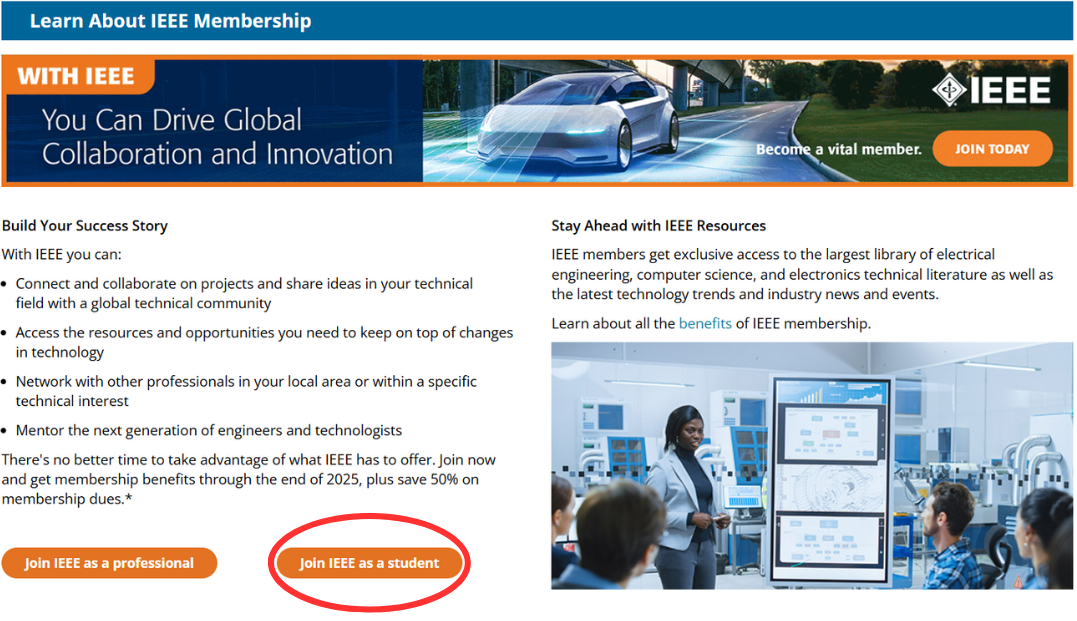 Learn About IEEE Membership
WITH IEEE
You Can Drive Global
Collaboration and Innovation
IEEE
Become a vital member.
JOIN TODAY
Build Your Success Story
With IEEE you can:
• Connect and collaborate on projects and share ideas in your technical
field with a global technical community
• Access the resources and opportunities you need to keep on top of changes
in technology
• Network with other professionals in your local area or within a specific
technical interest
• Mentor the next generation of engineers and technologists
There's no better time to take advantage of what IEEE has to offer. Join now
and get membership benefits through the end of 2025, plus save 50% on
membership dues.*
Join IEEE as a professional
Join IEEE as a student
Stay Ahead with IEEE Resources
IEEE members get exclusive access to the largest library of electrical
engineering, computer science, and electronics technical literature as well as
the latest technology trends and industry news and events.
Learn about all the benefits of IEEE membership.